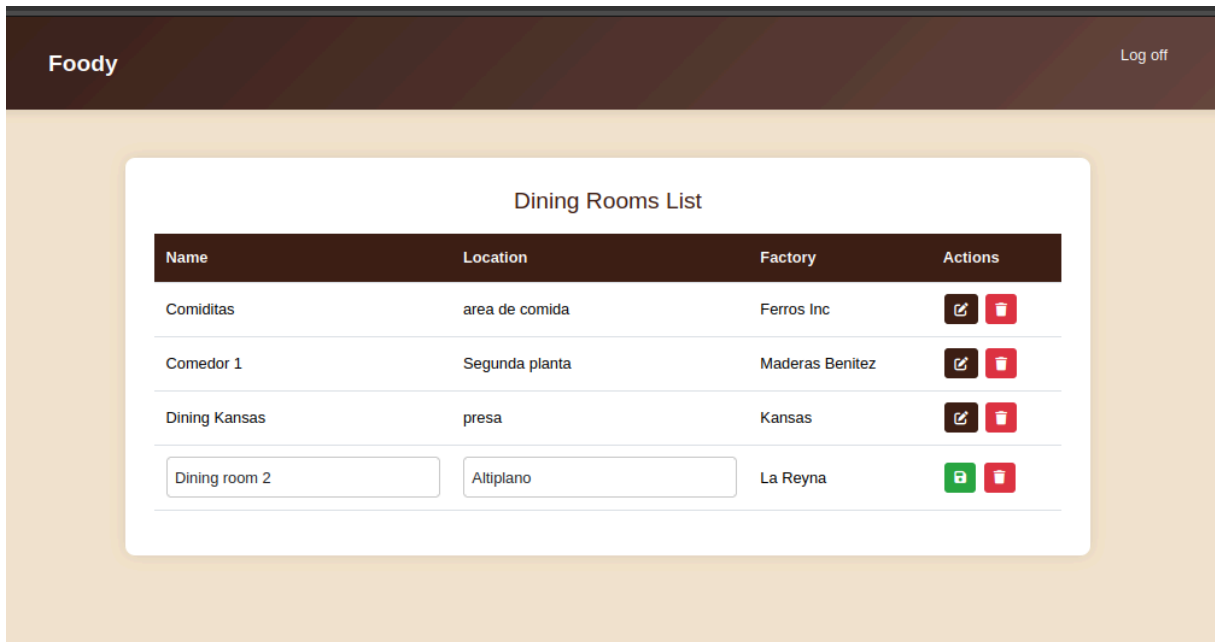 Foody
Log off
Dining Rooms List
Name Location Factory Actions
Comiditas area de comida Ferros Inc
Comedor 1 Segunda planta Maderas Benitez
Dining Kansas presa Kansas
Dining room 2 Altiplano La Reyna